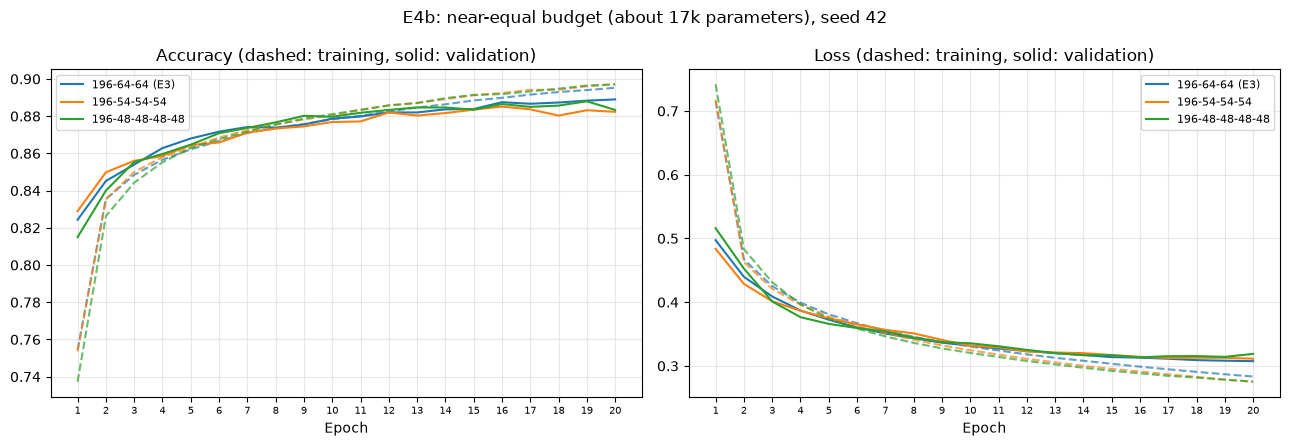 E4b: near-equal budget (about 17k parameters), seed 42
Accuracy (dashed: training, solid: validation)
0.90
0.88
0.86
0.84
0.82
0.80
0.78
0.76
0.74
196-64-64 (E3)
196-54-54-54
196-48-48-48-48
1 2 3 4 5 6 7 8 9 10 11 12 13 14 15 16 17 18 19 20
Epoch
Loss (dashed: training, solid: validation)
0.7
0.6
0.5
0.4
0.3
196-64-64 (E3)
196-54-54-54
196-48-48-48-48
1 2 3 4 5 6 7 8 9 10 11 12 13 14 15 16 17 18 19 20
Epoch